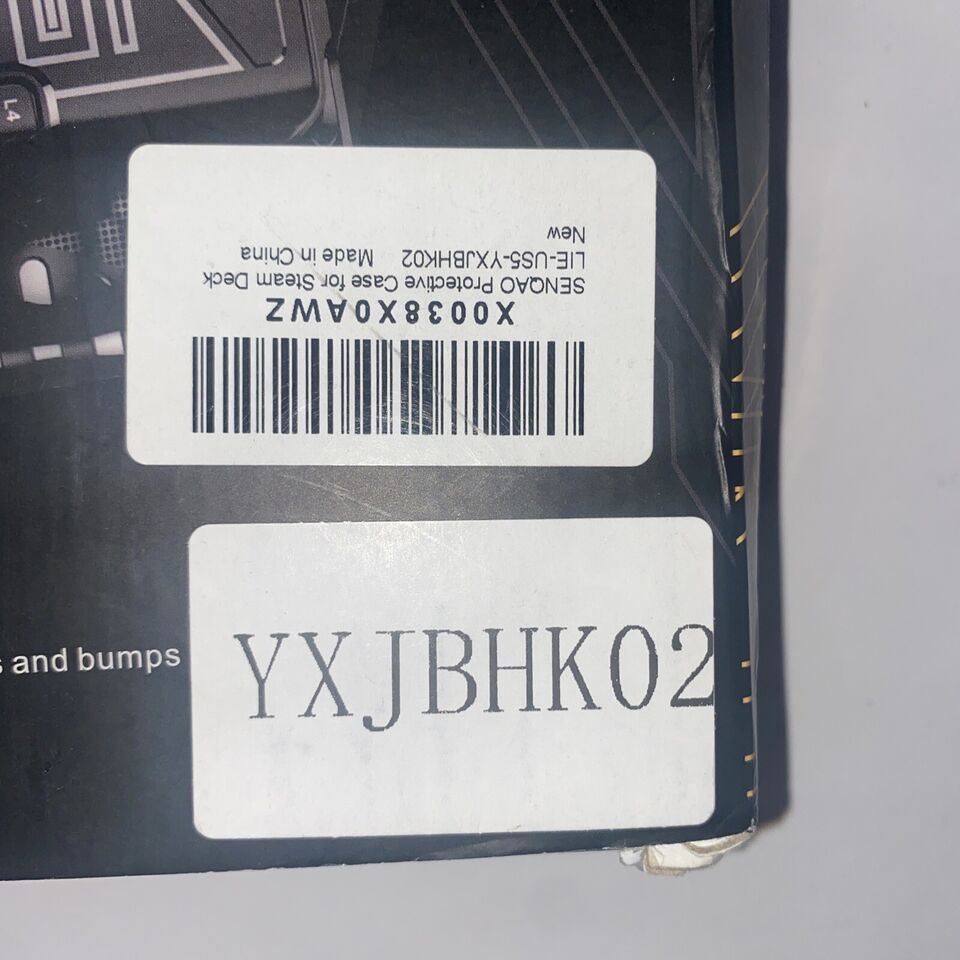 L4
X0038X0AWZ
SENQAO Protective Case for Steam Deck
LIE-US5-YXJBHK02 Made in China
New
and bumps
YXJBHK02